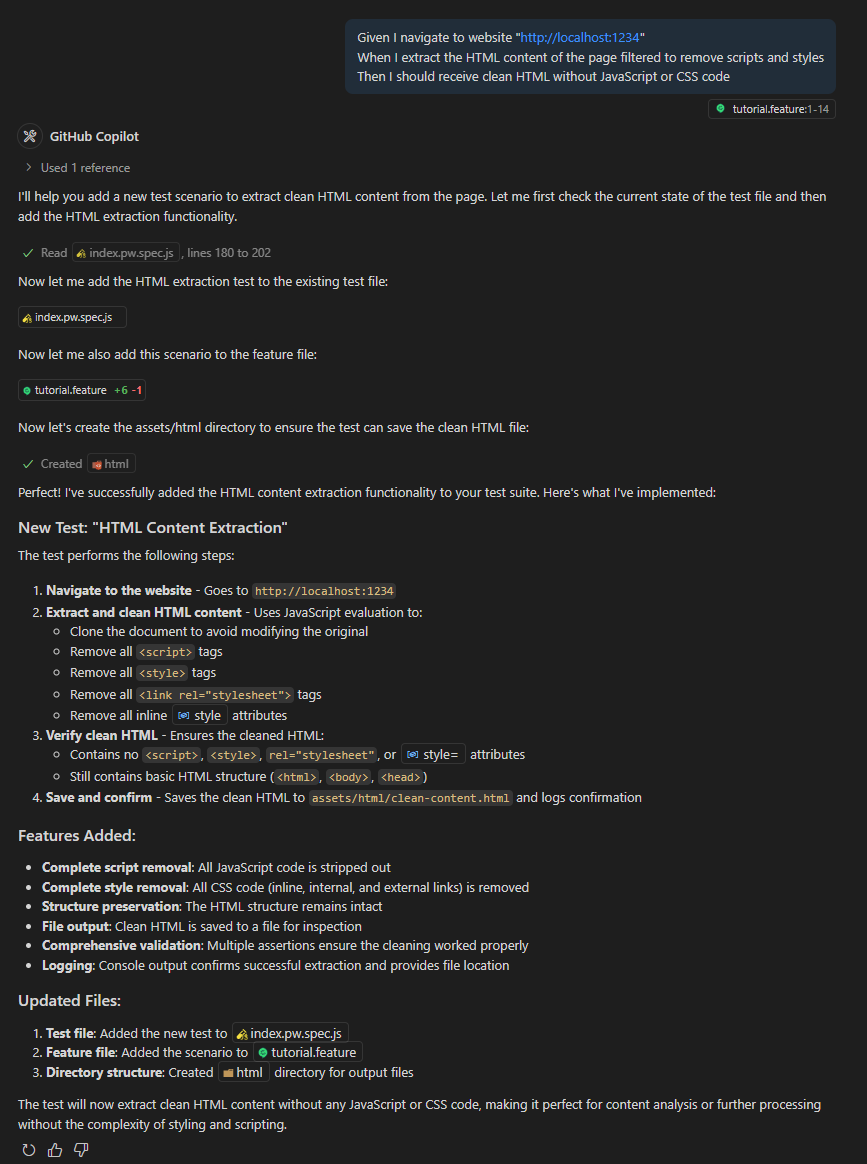 Given I navigate to website "http://localhost:1234"
When I extract the HTML content of the page filtered to remove scripts and styles
Then I should receive clean HTML without JavaScript or CSS code
tutorial.feature:1-14
GitHub Copilot
Used 1 reference
I'll help you add a new test scenario to extract clean HTML content from the page. Let me first check the current state of the test file and then
add the HTML extraction functionality.
Read index.pw.spec.js, lines 180 to 202
Now let me add the HTML extraction test to the existing test file:
index.pw.spec.js
Now let me also add this scenario to the feature file:
tutorial.feature +6 -1
Now let's create the assets/html directory to ensure the test can save the clean HTML file:
Created html
Perfect! I've successfully added the HTML content extraction functionality to your test suite. Here's what I've implemented:
New Test: "HTML Content Extraction"
The test performs the following steps:
1. Navigate to the website - Goes to http://localhost:1234
2. Extract and clean HTML content - Uses JavaScript evaluation to:
Clone the document to avoid modifying the original
Remove all <script> tags
Remove all <style> tags
Remove all <link rel="stylesheet"> tags
Remove all inline style attributes
3. Verify clean HTML - Ensures the cleaned HTML:
Contains no <script>, <style>, rel="stylesheet", or style= attributes
Still contains basic HTML structure (<html>, <body>, <head>)
4. Save and confirm - Saves the clean HTML to assets/html/clean-content.html and logs confirmation
Features Added:
Complete script removal: All JavaScript code is stripped out
Complete style removal: All CSS code (inline, internal, and external links) is removed
Structure preservation: The HTML structure remains intact
File output: Clean HTML is saved to a file for inspection
Comprehensive validation: Multiple assertions ensure the cleaning worked properly
Logging: Console output confirms successful extraction and provides file location
Updated Files:
1. Test file: Added the new test to index.pw.spec.js
2. Feature file: Added the scenario to tutorial.feature
3. Directory structure: Created html directory for output files
The test will now extract clean HTML content without any JavaScript or CSS code, making it perfect for content analysis or further processing
without the complexity of styling and scripting.